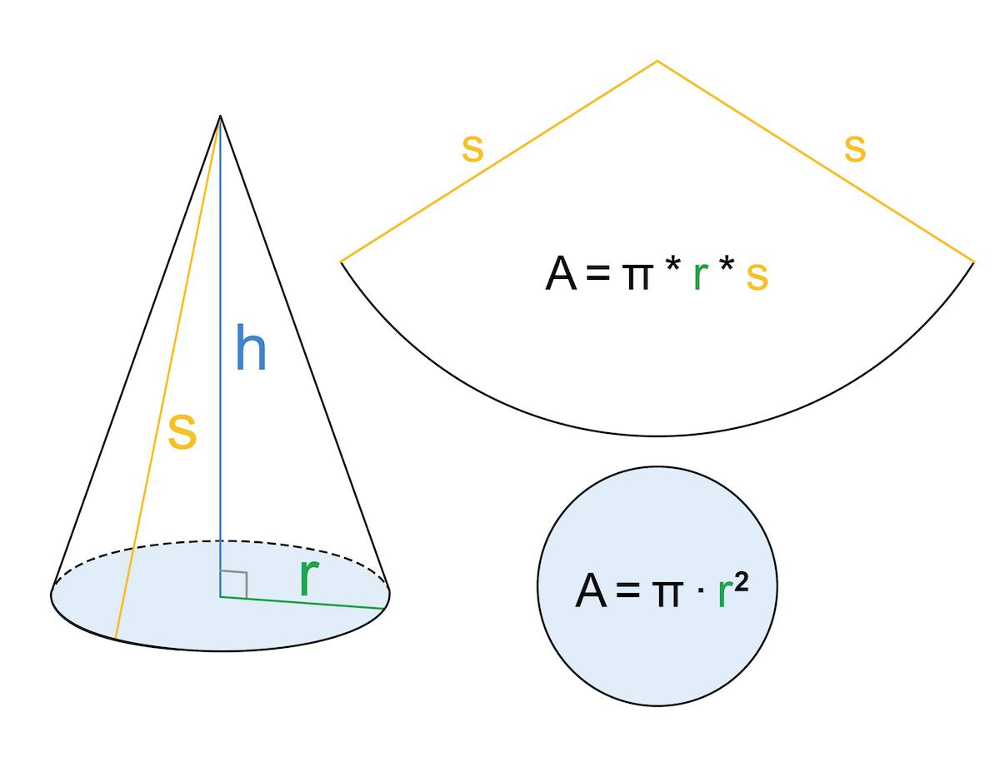 s
h
r
s
s
A = π * r * s
A = π · r²